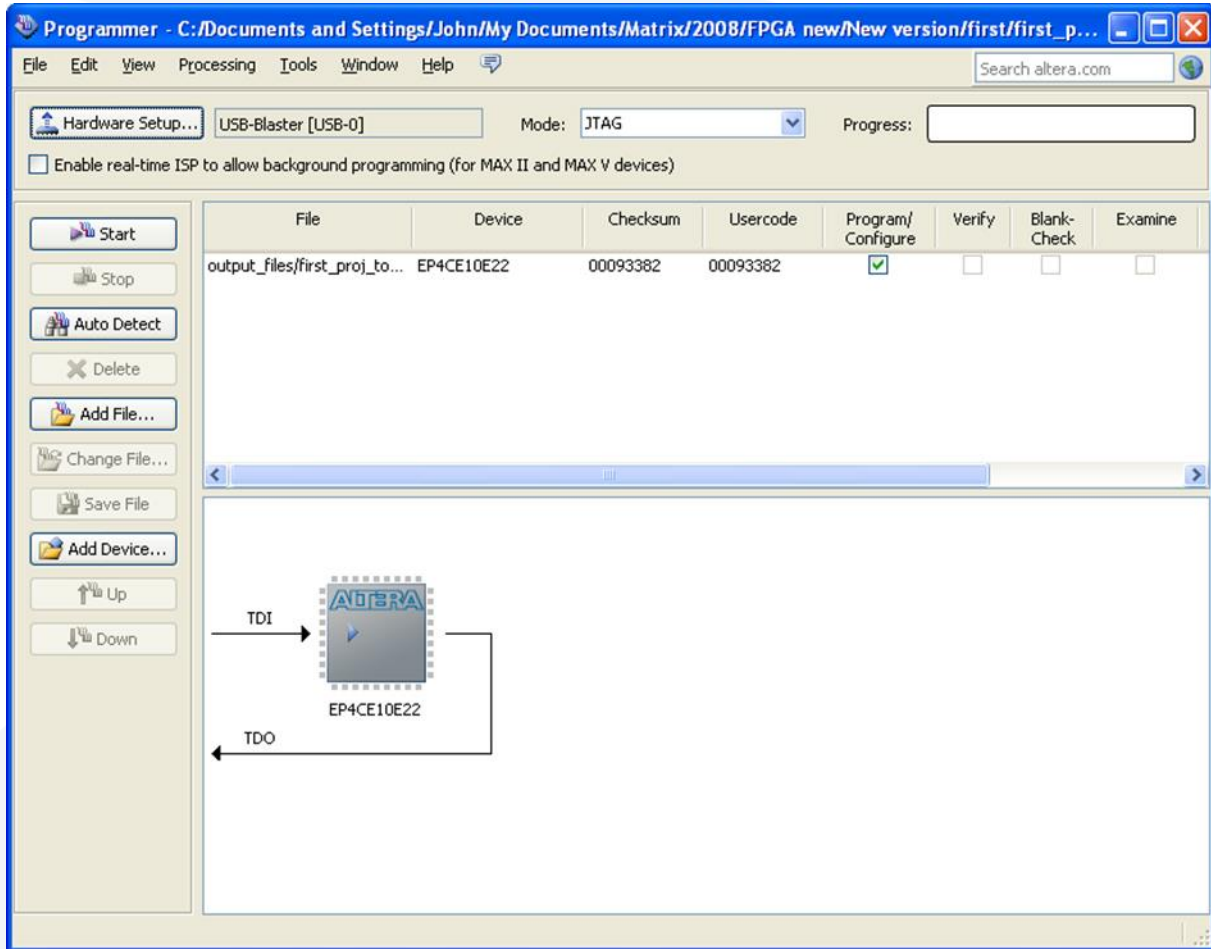 Programmer - C:/Documents and Settings/John/My Documents/Matrix/2008/FPGA new/New version/first/first_p...
File Edit View Processing Tools Window Help
Search altera.com
Hardware Setup... USB-Blaster [USB-0] Mode: JTAG Progress:
Enable real-time ISP to allow background programming (for MAX II and MAX V devices)
Start
Stop
Auto Detect
Delete
Add File...
Change File...
Save File
Add Device...
Up
Down
File Device Checksum Usercode Program/ Verify Blank- Examine
Configure Check
output_files/first_proj_to... EP4CE10E22 00093382 00093382
TDI
ALTERA
EP4CE10E22
TDO